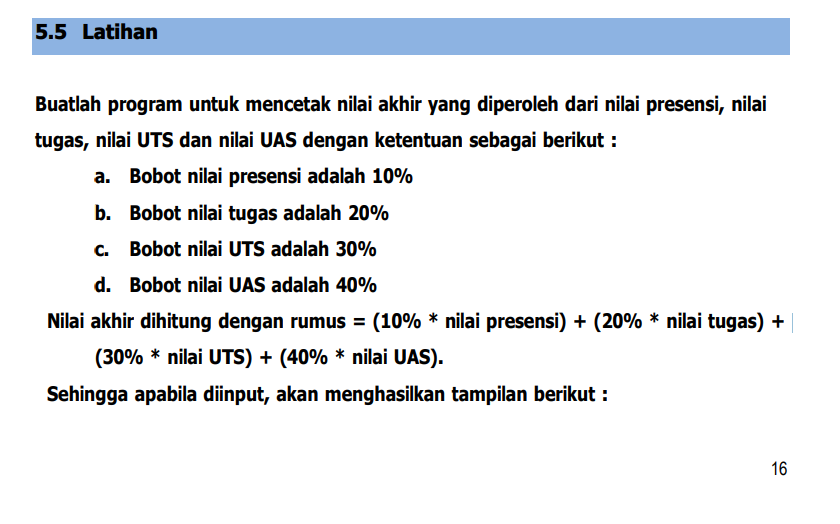 5.5 Latihan
Buatlah program untuk mencetak nilai akhir yang diperoleh dari nilai presensi, nilai
tugas, nilai UTS dan nilai UAS dengan ketentuan sebagai berikut :
a. Bobot nilai presensi adalah 10%
b. Bobot nilai tugas adalah 20%
c. Bobot nilai UTS adalah 30%
d. Bobot nilai UAS adalah 40%
Nilai akhir dihitung dengan rumus = (10% * nilai presensi) + (20% * nilai tugas) +
(30% * nilai UTS) + (40% * nilai UAS).
Sehingga apabila diinput, akan menghasilkan tampilan berikut :
16